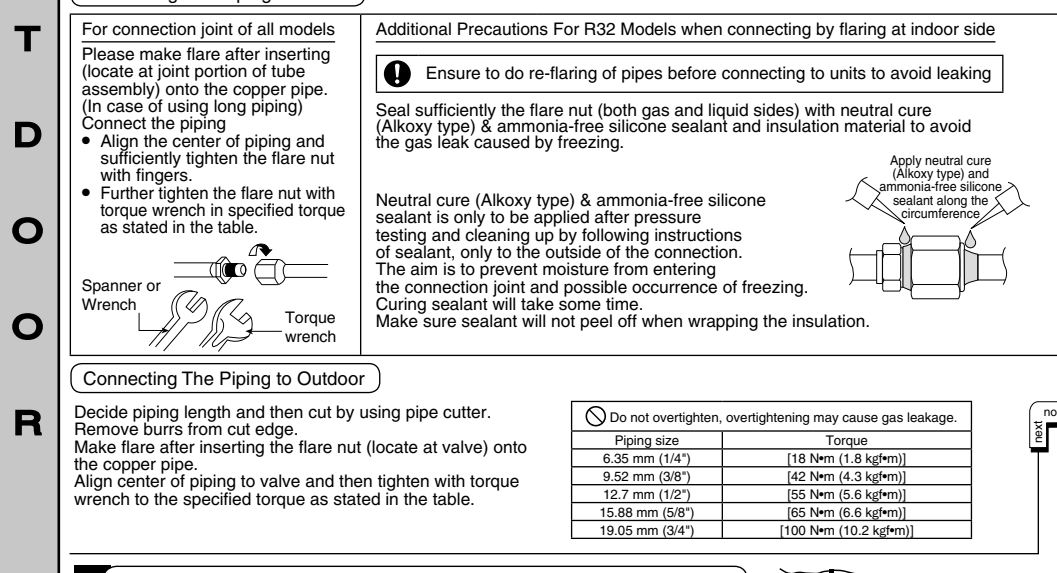 T
D
O
O
R
For connection joint of all models
Please make flare after inserting
(locate at joint portion of tube
assembly) onto the copper pipe.
(In case of using long piping)
Connect the piping
● Align the center of piping and
sufficiently tighten the flare nut
with fingers.
● Further tighten the flare nut with
torque wrench in specified torque
as stated in the table.
Spanner or
Wrench
Torque
wrench
Additional Precautions For R32 Models when connecting by flaring at indoor side
Ensure to do re-flaring of pipes before connecting to units to avoid leaking
Seal sufficiently the flare nut (both gas and liquid sides) with neutral cure
(Alkoxy type) & ammonia-free silicone sealant and insulation material to avoid
the gas leak caused by freezing.
Neutral cure (Alkoxy type) & ammonia-free silicone
sealant is only to be applied after pressure
testing and cleaning up by following instructions
of sealant, only to the outside of the connection.
The aim is to prevent moisture from entering
the connection joint and possible occurrence of freezing.
Curing sealant will take some time.
Make sure sealant will not peel off when wrapping the insulation.
Apply neutral cure
(Alkoxy type) and
ammonia-free silicone
sealant along the
circumference
Connecting The Piping to Outdoor
Decide piping length and then cut by using pipe cutter.
Remove burrs from cut edge.
Make flare after inserting the flare nut (locate at valve) onto
the copper pipe.
Align center of piping to valve and then tighten with torque
wrench to the specified torque as stated in the table.
Do not overtighten, overtightening may cause gas leakage.
Piping size Torque
6.35 mm (1/4") [18 N•m (1.8 kgf•m)]
9.52 mm (3/8") [42 N•m (4.3 kgf•m)]
12.7 mm (1/2") [55 N•m (5.6 kgf•m)]
15.88 mm (5/8") [65 N•m (6.6 kgf•m)]
19.05 mm (3/4") [100 N•m (10.2 kgf•m)]
no
next